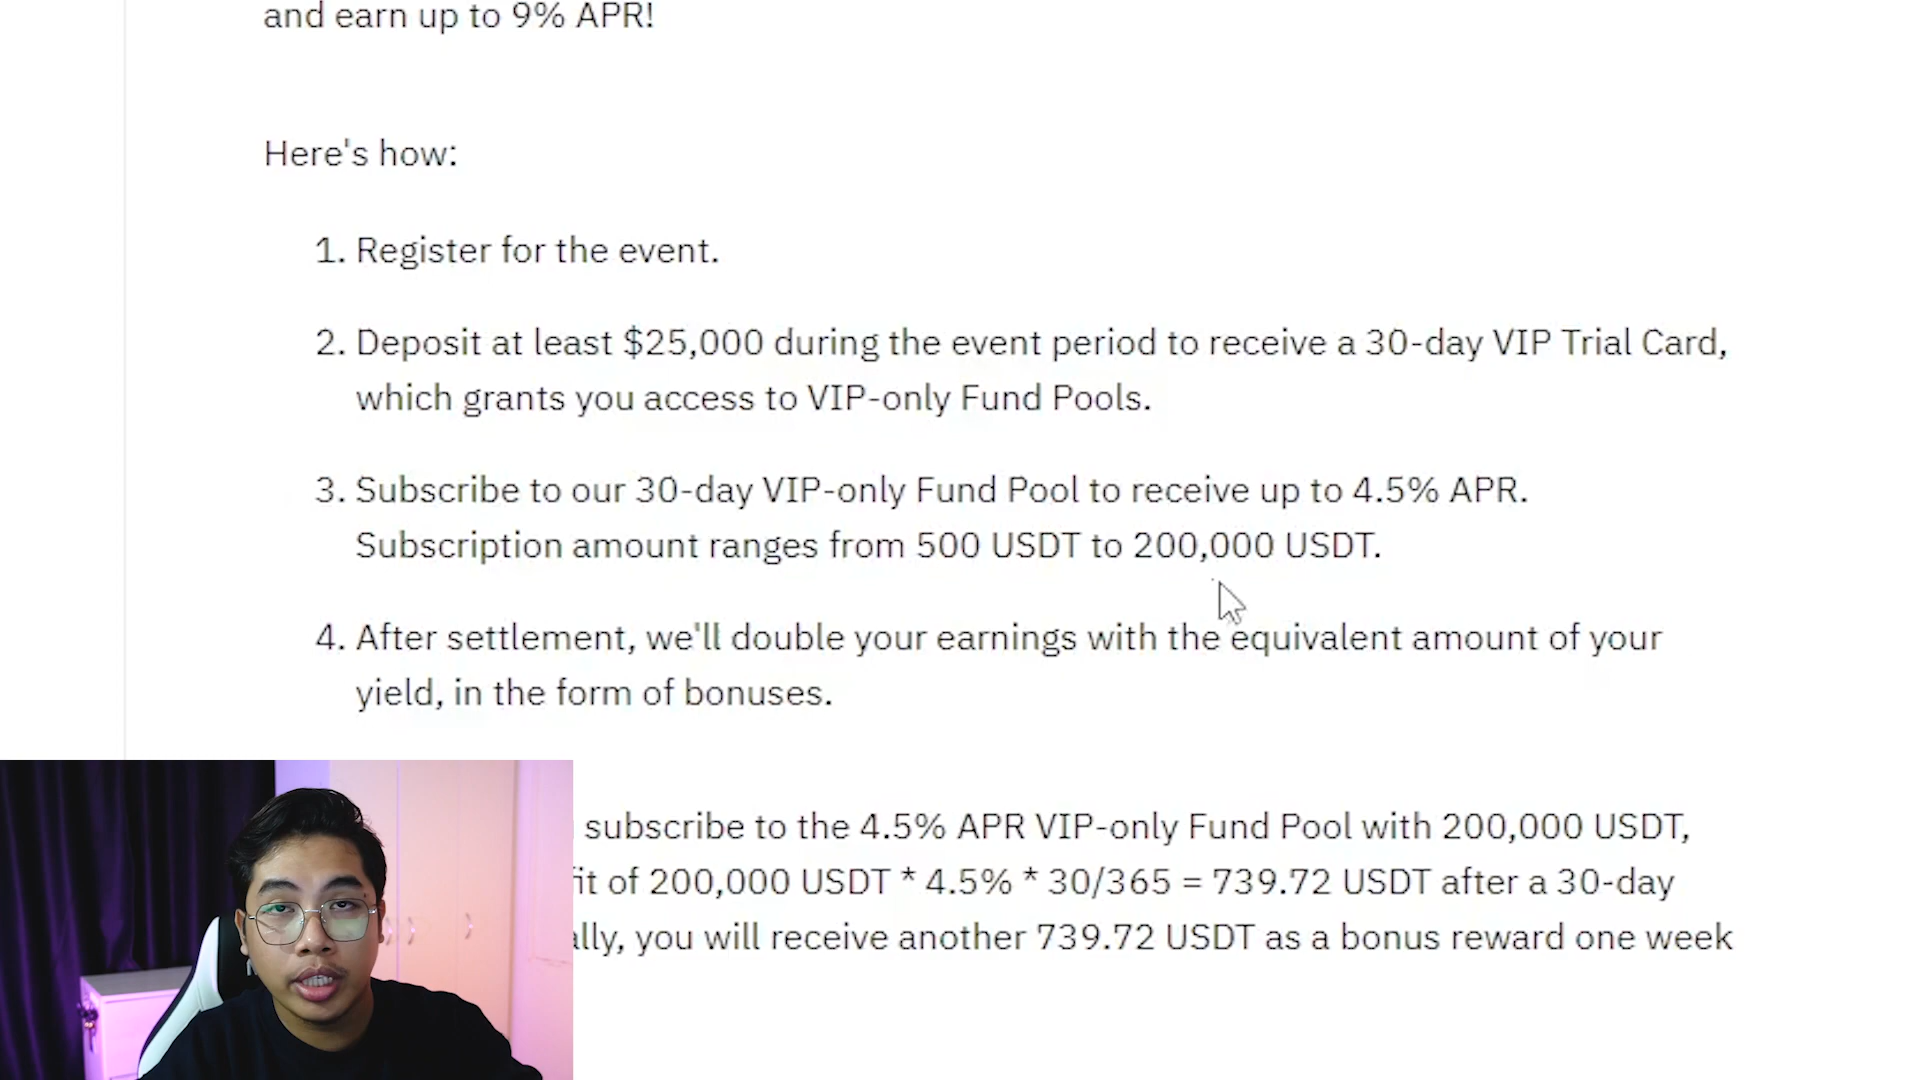 and earn up to 9% APR!
Here's how:
1. Register for the event.
2. Deposit at least $25,000 during the event period to receive a 30-day VIP Trial Card,
which grants you access to VIP-only Fund Pools.
3. Subscribe to our 30-day VIP-only Fund Pool to receive up to 4.5% APR.
Subscription amount ranges from 500 USDT to 200,000 USDT.
4. After settlement, we'll double your earnings with the equivalent amount of your
yield, in the form of bonuses.
subscribe to the 4.5% APR VIP-only Fund Pool with 200,000 USDT,
of 200,000 USDT * 4.5% * 30/365 = 739.72 USDT after a 30-day
you will receive another 739.72 USDT as a bonus reward one week